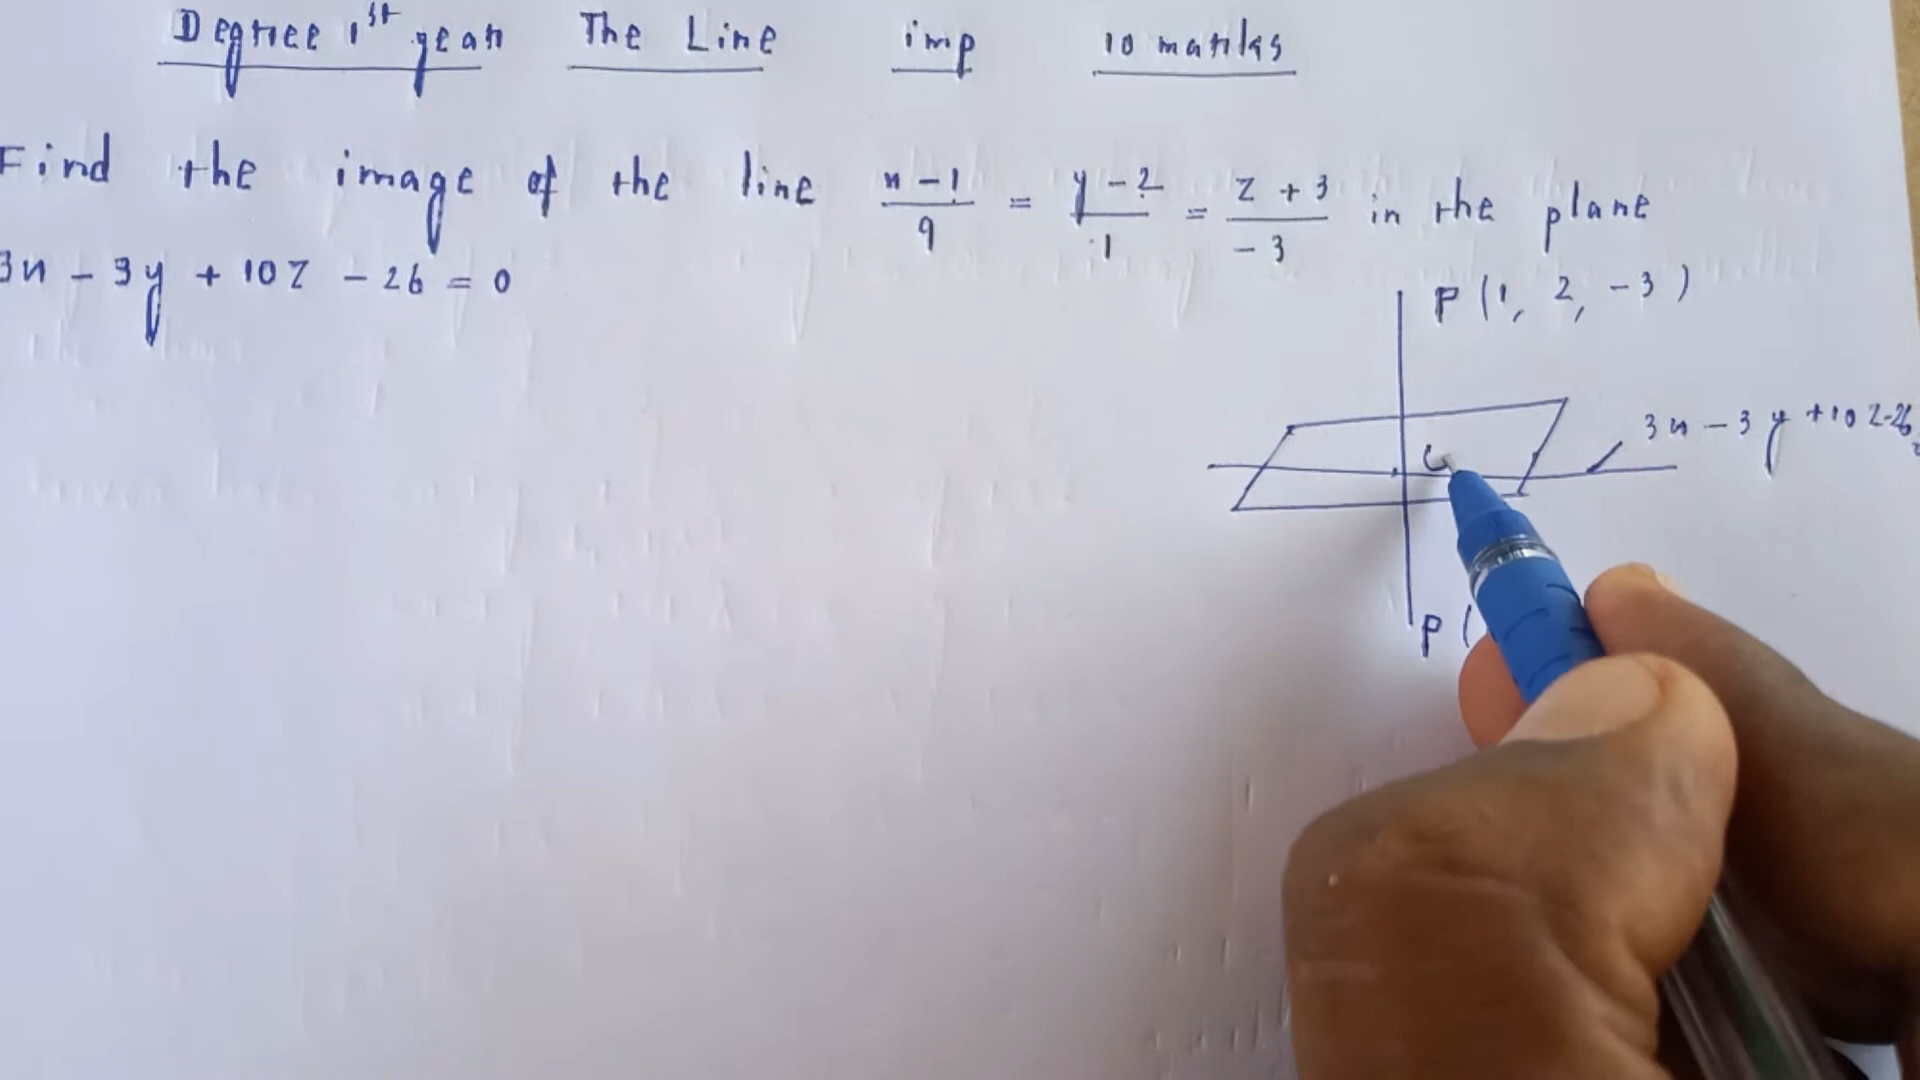 Degree 1st year The Line imp 10 marks
Find the image of the line x-1/9 = y-2/1 = z+3/-3 in the plane
3x - 3y + 10z - 26 = 0
P(1, 2, -3)
3x - 3y + 10z-26
P(